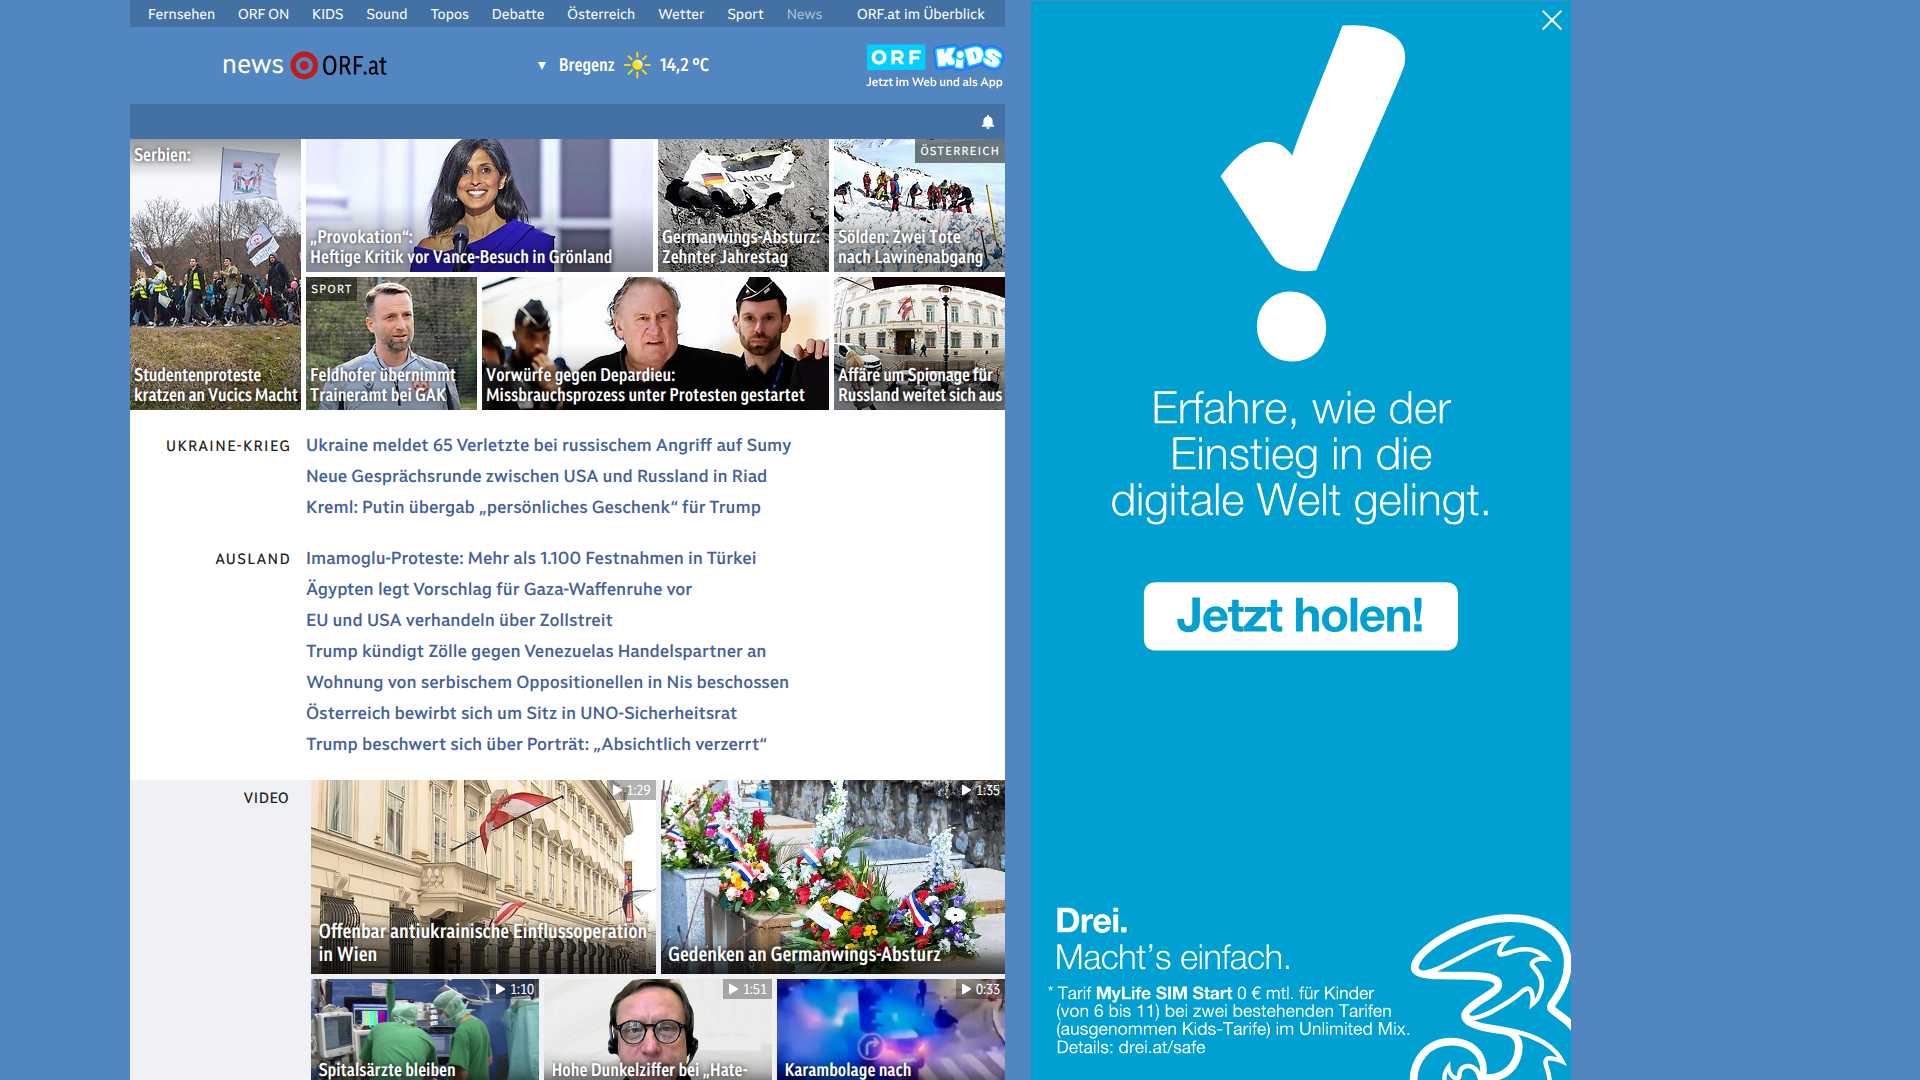 Fernsehen ORF ON KIDS Sound Topos Debatte Österreich Wetter Sport News ORF.at im Überblick
news ORF.at
Bregenz 14,2 °C
ORF KiDS
Jetzt im Web und als App
Serbien:
Studentenproteste
kratzen an Vucics Macht
„Provokation“:
Heftige Kritik vor Vance-Besuch in Grönland
Germanwings-Absturz:
Zehnter Jahrestag
ÖSTERREICH
Sölden: Zwei Tote
nach Lawinenabgang
SPORT
Feldhofer übernimmt
Traineramt bei GAK
Vorwürfe gegen Depardieu:
Missbrauchsprozess unter Protesten gestartet
Affäre um Spionage für
Russland weitet sich aus
UKRAINE-KRIEG
Ukraine meldet 65 Verletzte bei russischem Angriff auf Sumy
Neue Gesprächsrunde zwischen USA und Russland in Riad
Kreml: Putin übergab „persönliches Geschenk“ für Trump
AUSLAND
Imamoglu-Proteste: Mehr als 1.100 Festnahmen in Türkei
Ägypten legt Vorschlag für Gaza-Waffenruhe vor
EU und USA verhandeln über Zollstreit
Trump kündigt Zölle gegen Venezuelas Handelspartner an
Wohnung von serbischem Oppositionellen in Nis beschossen
Österreich bewirbt sich um Sitz in UNO-Sicherheitsrat
Trump beschwert sich über Porträt: „Absichtlich verzerrt“
VIDEO
1:29
Offenbar antiukrainische Einflussoperation
in Wien
1:35
Gedenken an Germanwings-Absturz
1:10
Spitalsärzte bleiben
1:51
Hohe Dunkelziffer bei „Hate-
0:33
Karambolage nach
Erfahre, wie der
Einstieg in die
digitale Welt gelingt.
Jetzt holen!
Drei.
Macht’s einfach.
* Tarif MyLife SIM Start 0 € mtl. für Kinder
(von 6 bis 11) bei zwei bestehenden Tarifen
(ausgenommen Kids-Tarife) im Unlimited Mix.
Details: drei.at/safe